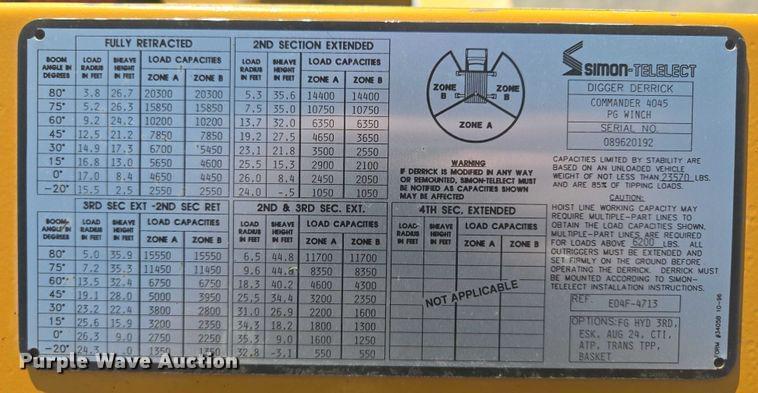 FULLY RETRACTED
2ND SECTION EXTENDED
BOOM ANGLE IN DEGREES LOAD RADIUS IN FEET SHEAVE HEIGHT IN FEET LOAD CAPACITIES ZONE A ZONE B
LOAD RADIUS IN FEET SHEAVE HEIGHT IN FEET LOAD CAPACITIES ZONE A ZONE B
80° 3.8 26.7 20300 20300 5.3 35.6 14400 14400
75° 5.2 26.3 15850 15850 7.5 35.0 10750 10750
60° 9.2 24.2 10200 10200 13.7 32.0 6350 6350
45° 12.5 21.2 7850 7850 19.2 27.5 4650 3650
30° 14.9 17.3 6700 5450 23.1 21.8 3500 2550
15° 16.8 13.0 5650 4600 25.5 15.3 2900 2100
0° 17.0 8.4 4650 4450 26.0 8.4 2450 2050
-20° 15.5 2.5 2550 2550 24.0 -.5 1050 1050
3RD SEC EXT -2ND SEC RET
2ND & 3RD SEC. EXT.
4TH SEC. EXTENDED
BOOM ANGLE IN DEGREES LOAD RADIUS IN FEET SHEAVE HEIGHT IN FEET LOAD CAPACITIES ZONE A ZONE B
LOAD RADIUS IN FEET SHEAVE HEIGHT IN FEET LOAD CAPACITIES ZONE A ZONE B
LOAD RADIUS IN FEET SHEAVE HEIGHT IN FEET LOAD CAPACITIES ZONE A ZONE B
80° 5.0 35.9 15550 15550 6.5 44.8 11700 11700
75° 7.2 35.3 11450 11450 9.6 44.0 8350 8350
60° 13.5 32.4 6750 6750 18.3 40.2 4600 4300
45° 19.1 28.0 5000 3950 25.5 34.4 3200 2350
30° 23.2 22.4 3800 2800 31.0 26.9 2200 1600
15° 25.6 15.9 3200 2350 34.3 18.2 1800 1300
0° 26.3 9.0 2750 2250 35.3 9.0 1600 1250
-20° 24.3 1350 32.8 -3.1 550 550
NOT APPLICABLE
ZONE B
ZONE B
ZONE A
WARNING
IF DERRICK IS MODIFIED IN ANY WAY
OR REMOUNTED, SIMON-TELELECT MUST
BE NOTIFIED AS CAPACITIES SHOWN
MAY BE AFFECTED
SIMON-TELELECT
DIGGER DERRICK
COMMANDER 4045
PG WINCH
SERIAL NO.
089620192
CAPACITIES LIMITED BY STABILITY ARE
BASED ON AN UNLOADED VEHICLE
WEIGHT OF NOT LESS THAN 23570 LBS.
AND ARE 85% OF TIPPING LOADS.
CAUTION:
HOIST LINE WORKING CAPACITY MAY
REQUIRE MULTIPLE-PART LINES TO
OBTAIN THE LOAD CAPACITIES SHOWN.
MULTIPLE-PART LINES ARE REQUIRED
FOR LOADS ABOVE 6200 LBS. ALL
OUTRIGGERS MUST BE EXTENDED AND
SET FIRMLY ON THE GROUND BEFORE
OPERATING THE DERRICK. DERRICK MUST
BE MOUNTED ACCORDING TO SIMON-
TELELECT INSTALLATION INSTRUCTIONS.
REF. E04F-4713
OPTIONS: FG HYD 3RD,
ESK, AUG 24, CTI,
ATP, TRANS TPP,
BASKET
FORM #34058 10-96
Purple Wave Auction